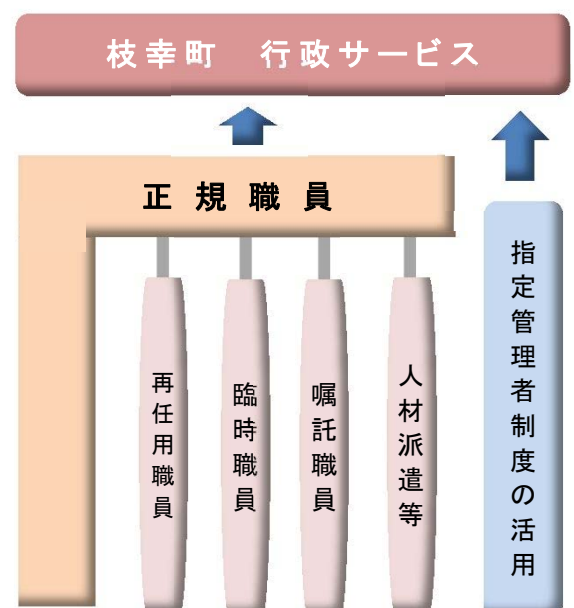 枝幸町 行政サービス
正規職員
再任用職員
臨時職員
嘱託職員
人材派遣等
指定管理者制度の活用